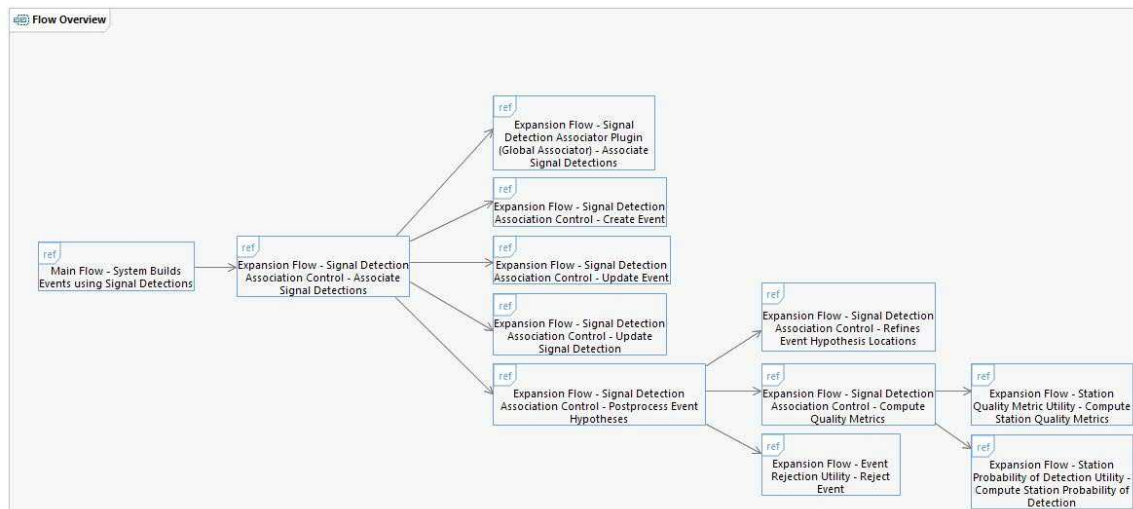 Flow Overview
ref
Expansion Flow - Signal
Detection Associator Plugin
(Global Associator) - Associate
Signal Detections
ref
Expansion Flow - Signal Detection
Association Control - Create Event
ref
Main Flow - System Builds
Events using Signal Detections
ref
Expansion Flow - Signal Detection
Association Control - Associate
Signal Detections
ref
Expansion Flow - Signal Detection
Association Control - Update Event
ref
Expansion Flow - Signal Detection
Association Control - Update
Signal Detection
ref
Expansion Flow - Signal Detection
Association Control - Refines
Event Hypothesis Locations
ref
Expansion Flow - Signal Detection
Association Control - Postprocess Event
Hypotheses
ref
Expansion Flow - Signal Detection
Association Control - Compute
Quality Metrics
ref
Expansion Flow - Station
Quality Metric Utility - Compute
Station Quality Metrics
ref
Expansion Flow - Event
Rejection Utility - Reject
Event
ref
Expansion Flow - Station
Probability of Detection Utility -
Compute Station Probability of
Detection